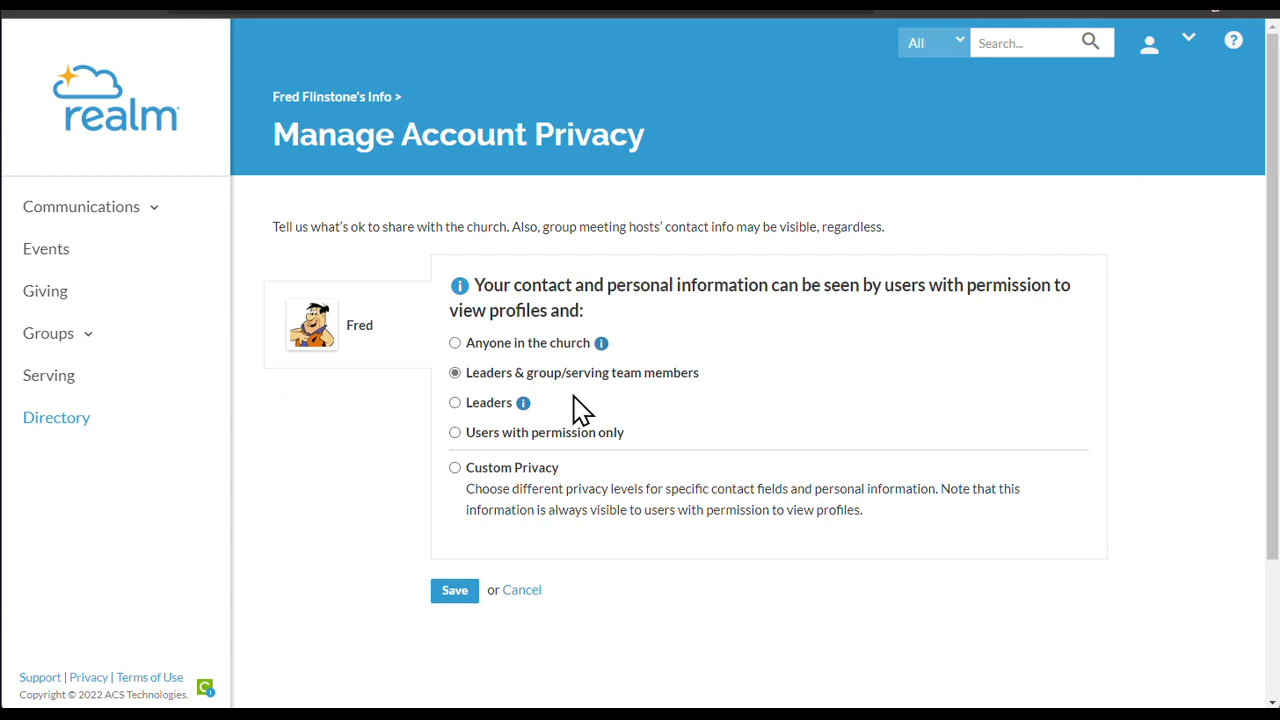 realm
All
Search...
?
Fred Flinstone's Info >
Manage Account Privacy
Communications
Events
Giving
Groups
Serving
Directory
Tell us what's ok to share with the church. Also, group meeting hosts' contact info may be visible, regardless.
Fred
i Your contact and personal information can be seen by users with permission to
view profiles and:
Anyone in the church i
Leaders & group/serving team members
Leaders i
Users with permission only
Custom Privacy
Choose different privacy levels for specific contact fields and personal information. Note that this
information is always visible to users with permission to view profiles.
Save or Cancel
Support | Privacy | Terms of Use
Copyright © 2022 ACS Technologies.